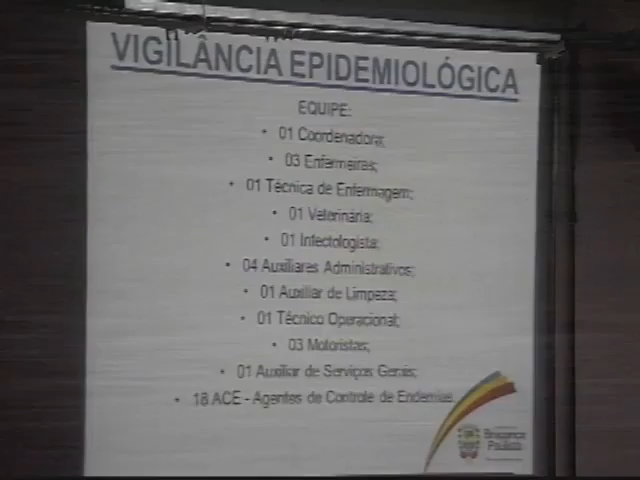 VIGILÂNCIA EPIDEMIOLÓGICA
EQUIPE:
• 01 Coordenadora;
• 03 Enfermeiras;
• 01 Técnica de Enfermagem;
• 01 Veterinária;
• 01 Infectologista;
• 04 Auxiliares Administrativos;
• 01 Auxiliar de Limpeza;
• 01 Técnico Operacional;
• 03 Motoristas;
• 01 Auxiliar de Serviços Gerais;
• 18 ACE - Agentes de Controle de Endemias.
Bragança
Paulista